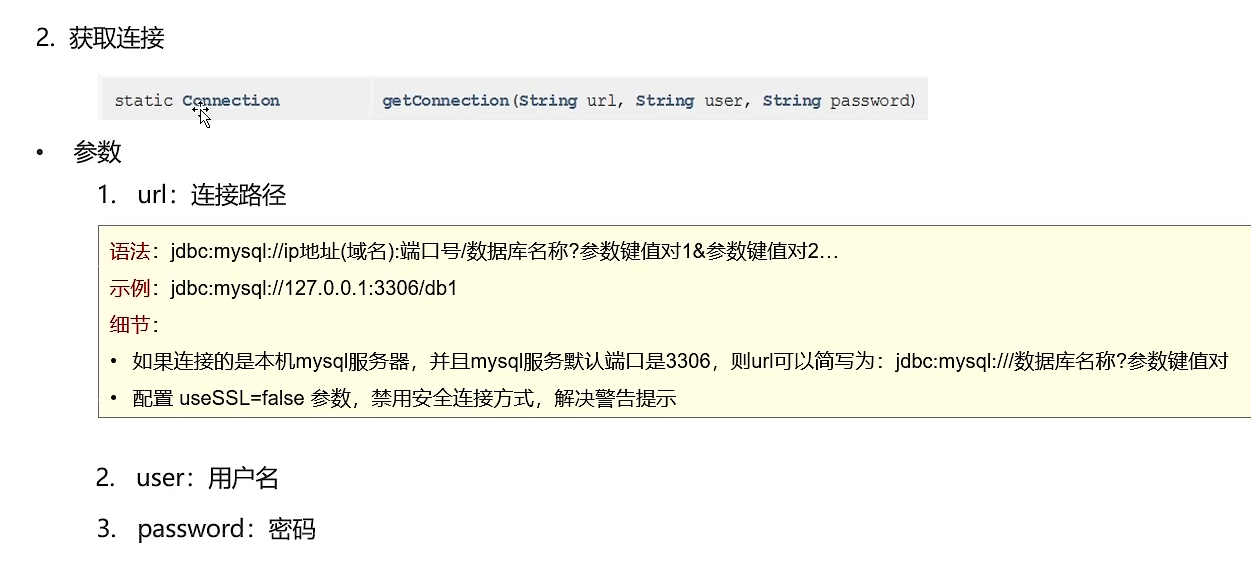 2. 获取连接
static Connection getConnection(String url, String user, String password)
• 参数
1. url：连接路径
语法：jdbc:mysql://ip地址(域名):端口号/数据库名称?参数键值对1&参数键值对2…
示例：jdbc:mysql://127.0.0.1:3306/db1
细节：
• 如果连接的是本机mysql服务器，并且mysql服务默认端口是3306，则url可以简写为：jdbc:mysql:///数据库名称?参数键值对
• 配置 useSSL=false 参数，禁用安全连接方式，解决警告提示
2. user：用户名
3. password：密码